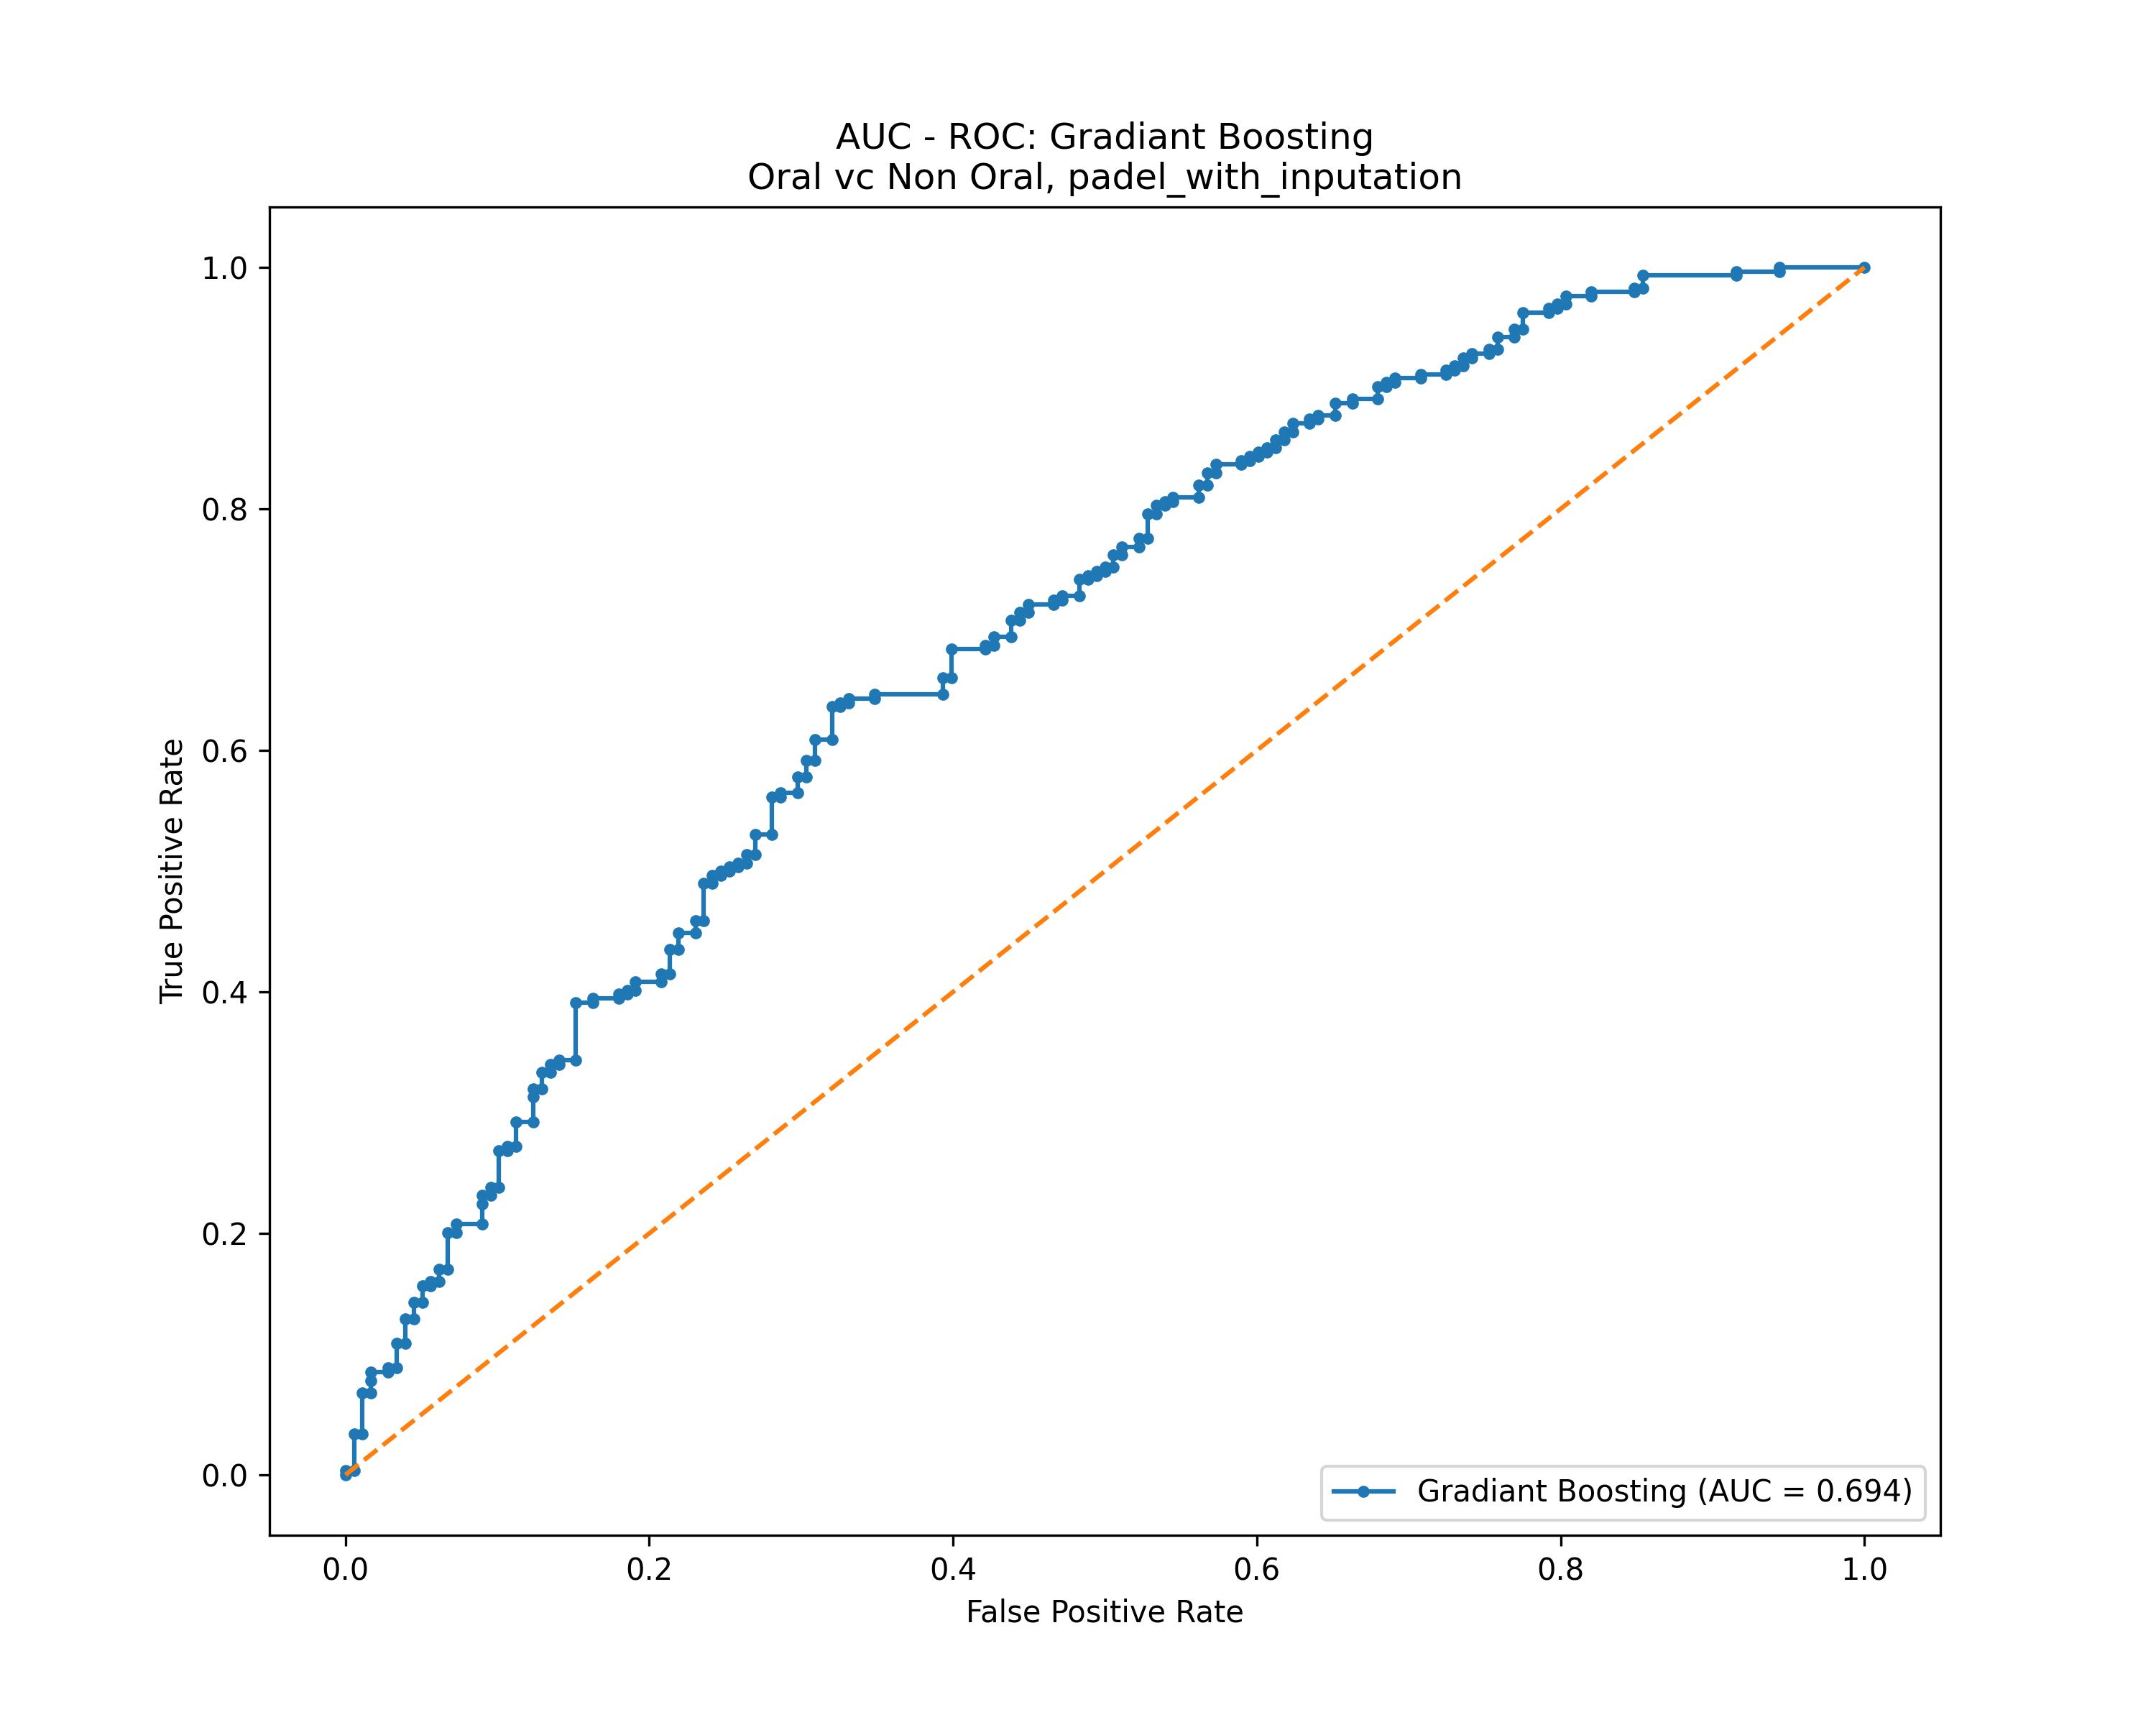 AUC - ROC: Gradiant Boosting
Oral vc Non Oral, padel_with_inputation
True Positive Rate
1.0
0.8
0.6
0.4
0.2
0.0
Gradiant Boosting (AUC = 0.694)
0.0 0.2 0.4 0.6 0.8 1.0
False Positive Rate